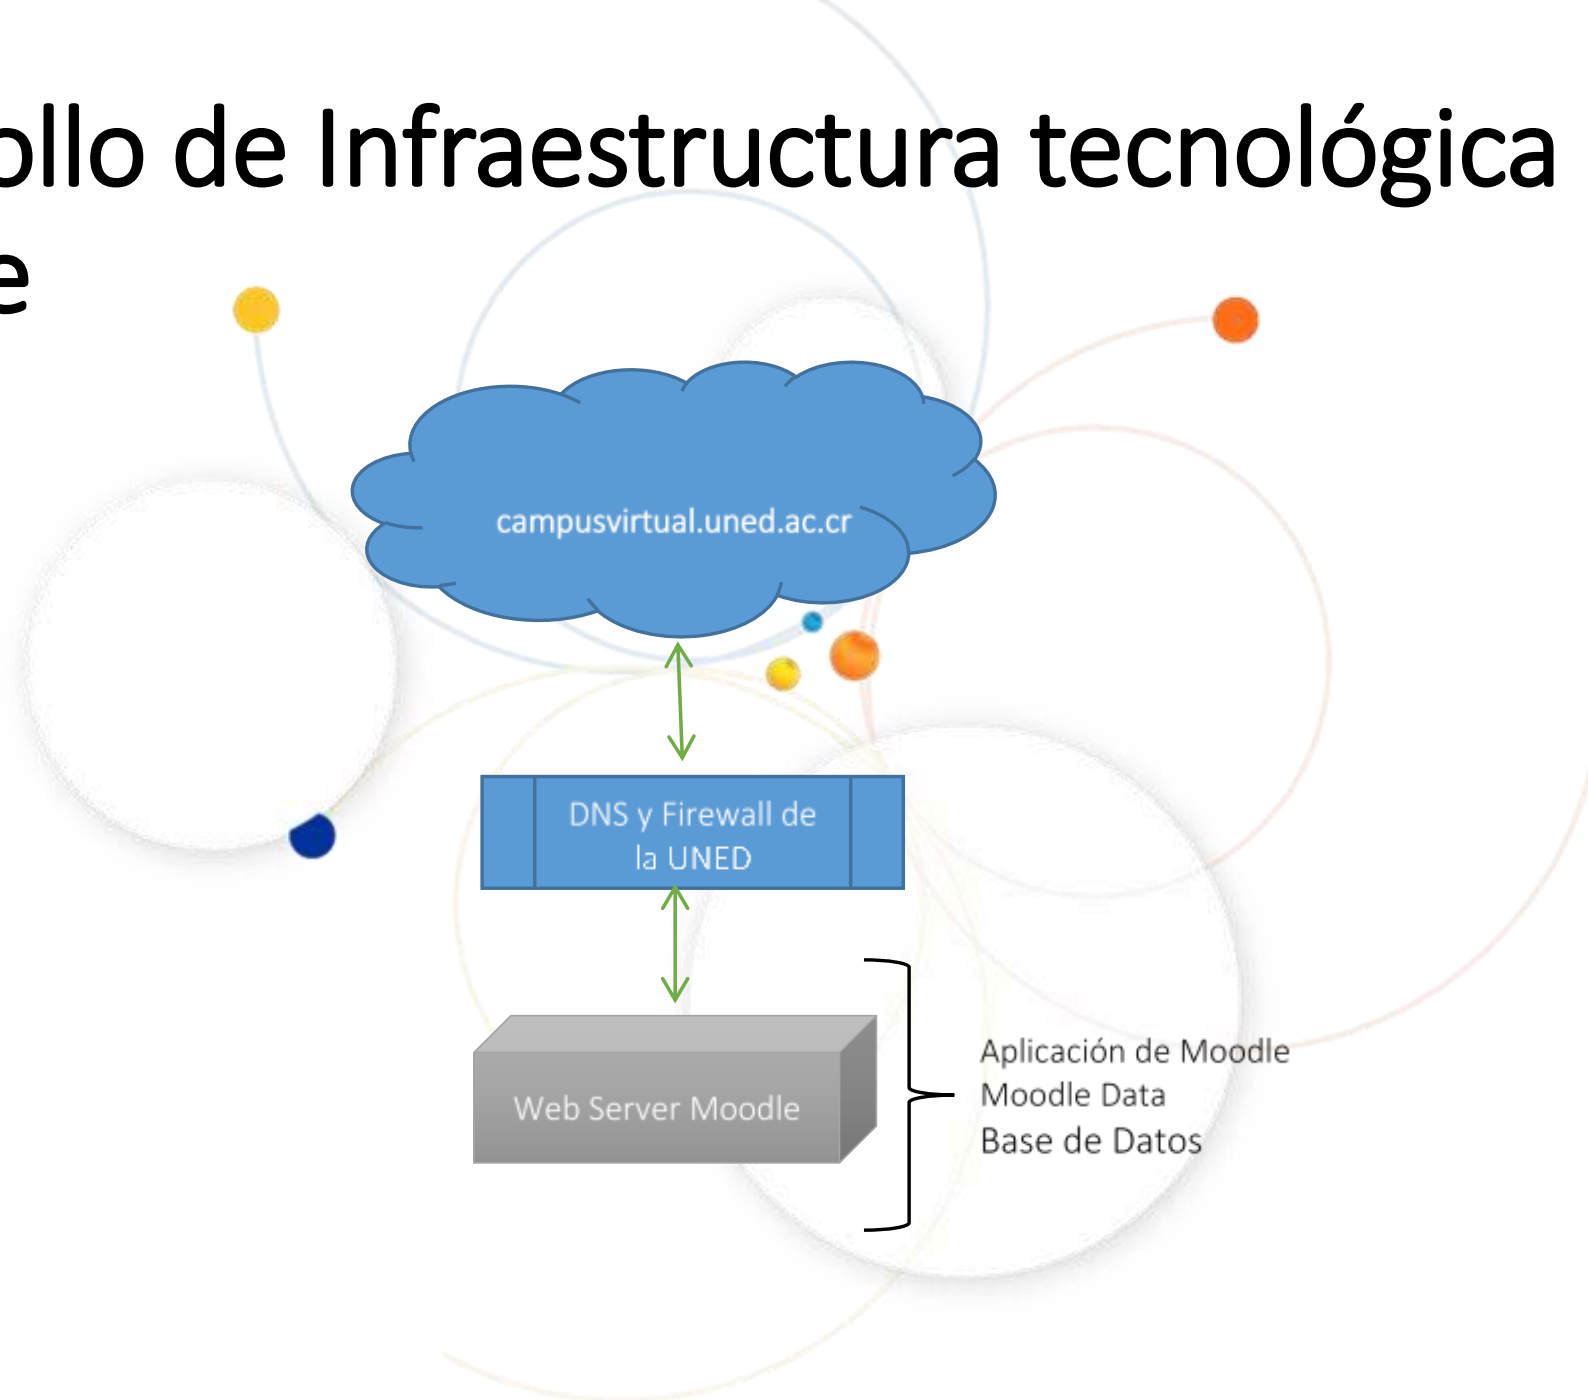 ollo de Infraestructura tecnológica
e
campusvirtual.uned.ac.cr
DNS y Firewall de
la UNED
Web Server Moodle
Aplicación de Moodle
Moodle Data
Base de Datos